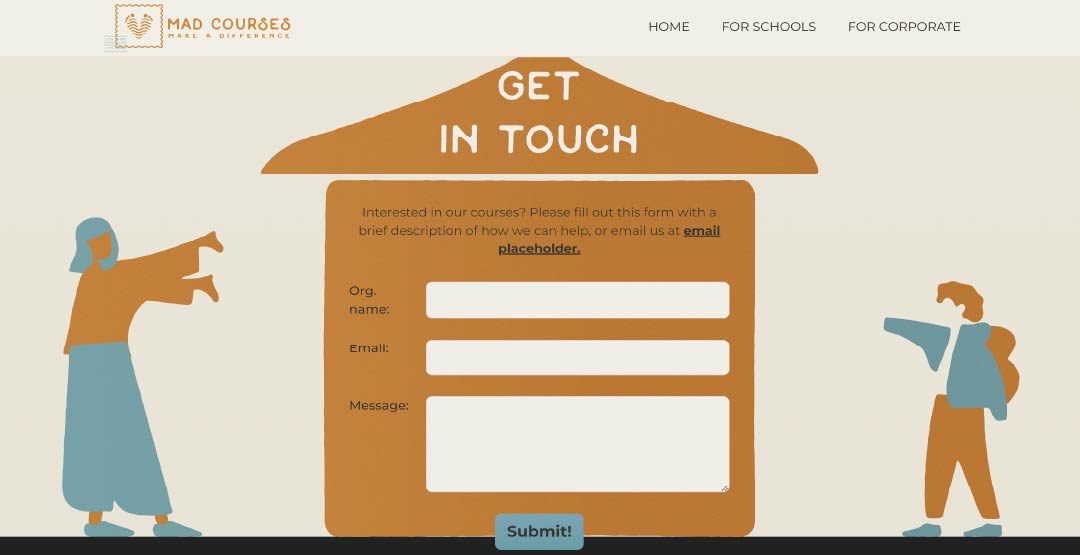 MAD COURSES
MAKE A DIFFERENCE
HOME
FOR SCHOOLS
FOR CORPORATE
GET
IN TOUCH
Interested in our courses? Please fill out this form with a
brief description of how we can help, or email us at email
placeholder.
Org.
name:
Email:
Message:
Submit!